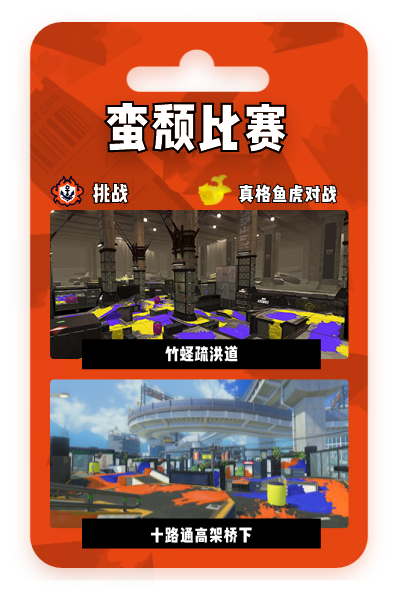 蛮颓比赛
挑战
真格鱼虎对战
竹蛏疏洪道
十路通高架桥下